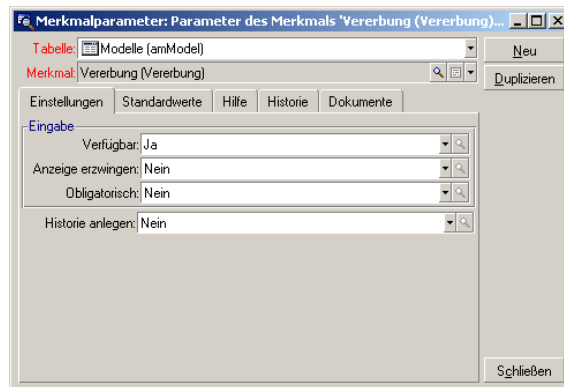 Merkmalparameter: Parameter des Merkmals 'Vererbung (Vererbung)...
Tabelle: Modelle (amModel)
Neu
Merkmal: Vererbung (Vererbung)
Duplizieren
Einstellungen Standardwerte Hilfe Historie Dokumente
Eingabe
Verfügbar: Ja
Anzeige erzwingen: Nein
Obligatorisch: Nein
Historie anlegen: Nein
Schließen